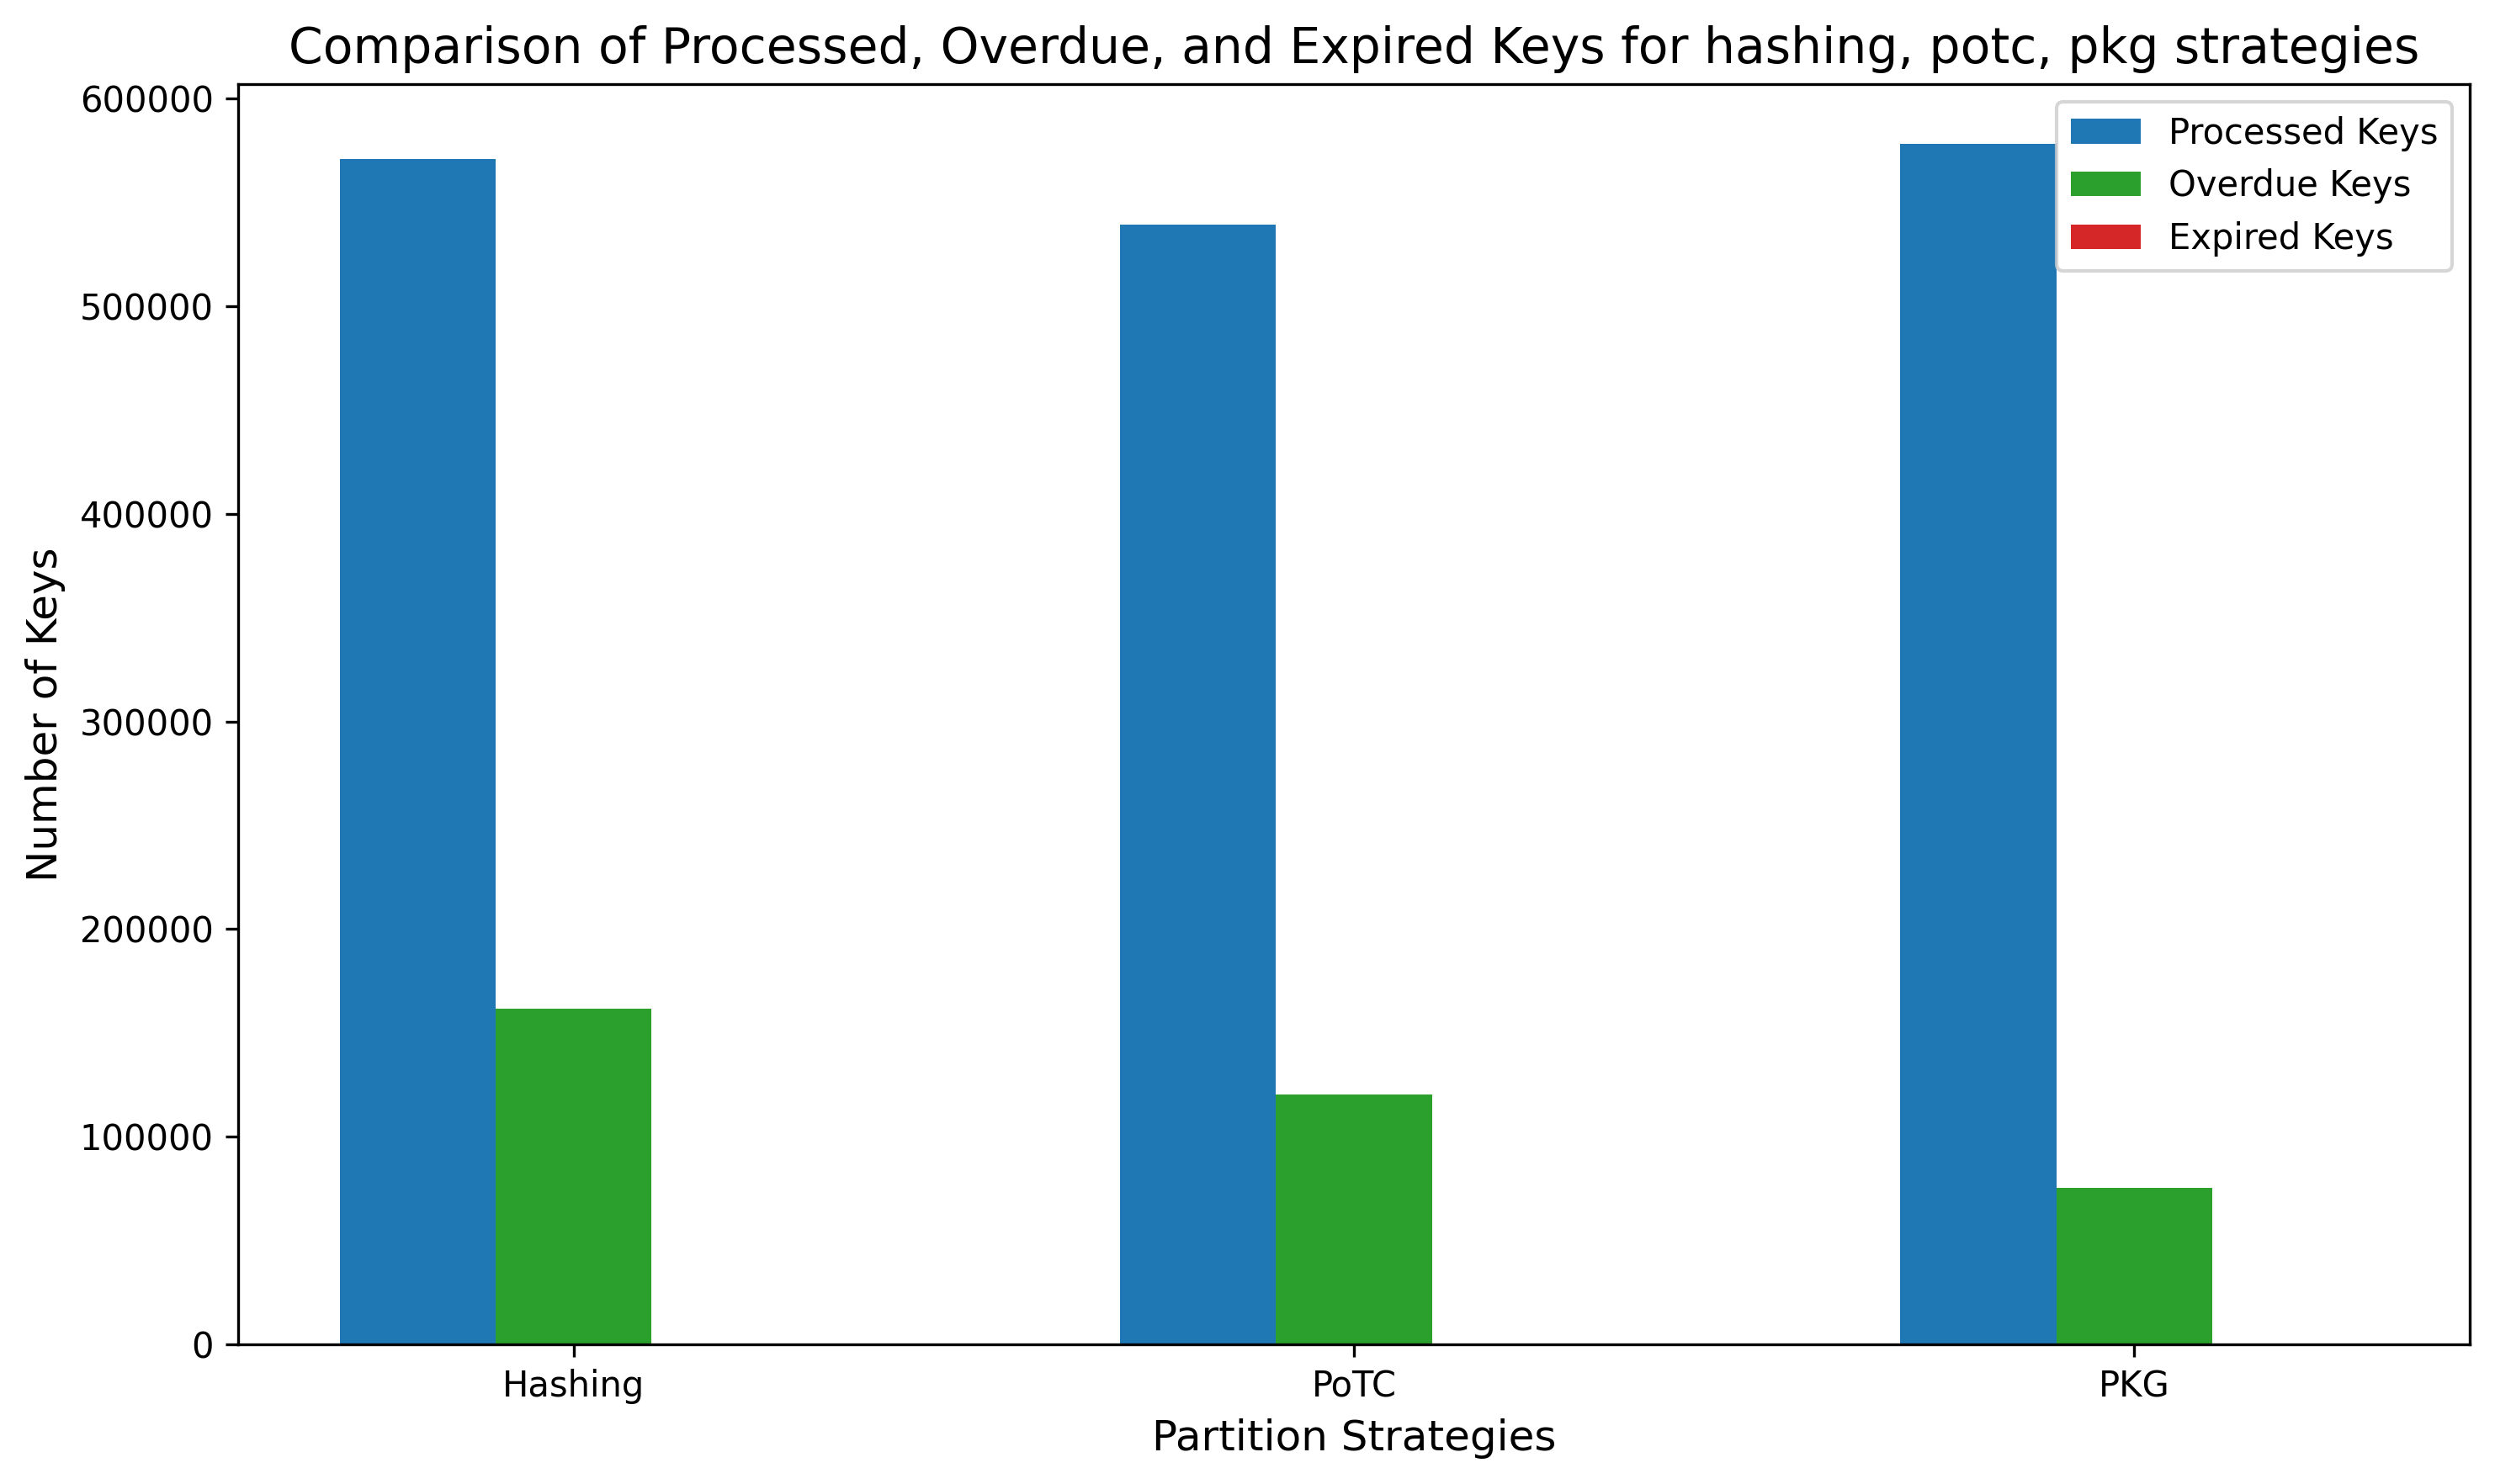 Comparison of Processed, Overdue, and Expired Keys for hashing, potc, pkg strategies
600000
500000
400000
300000
200000
100000
0
Number of Keys
Processed Keys
Overdue Keys
Expired Keys
Hashing
PoTC
PKG
Partition Strategies